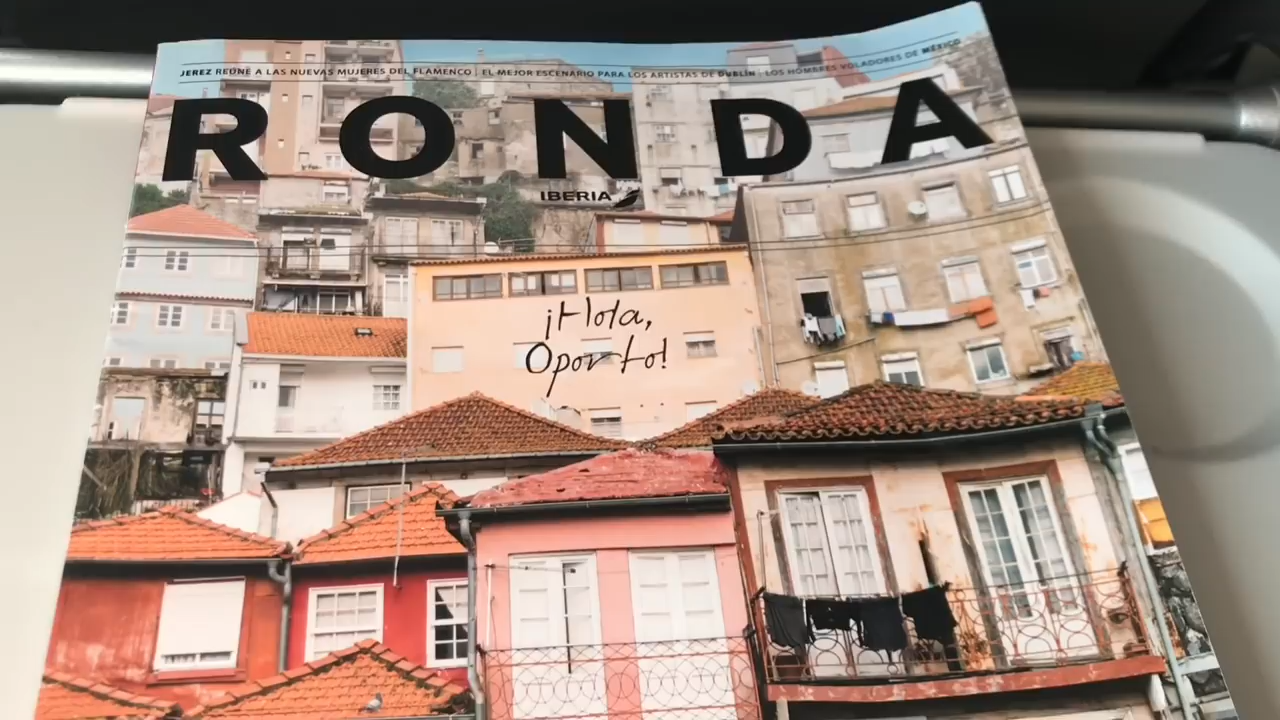 JEREZ REÚNE A LAS NUEVAS MUJERES DEL FLAMENCO | EL MEJOR ESCENARIO PARA LOS ARTISTAS DE DUBLÍN | LOS HOMBRES VOLADORES DE MÉXICO
RONDA
IBERIA
¡Hola,
Oporto!